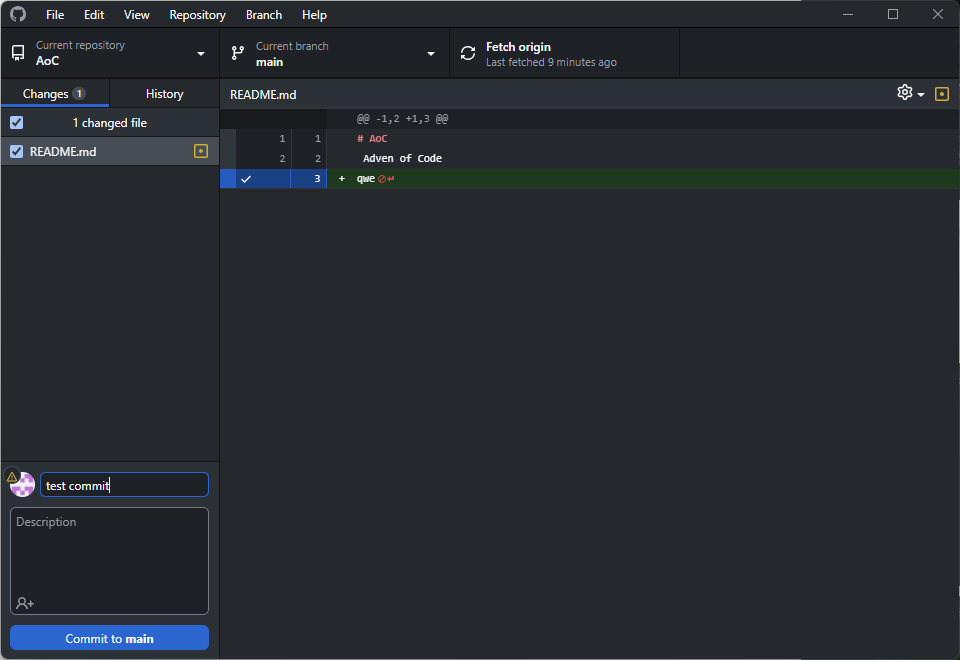 File Edit View Repository Branch Help
Current repository
AoC
Current branch
main
Fetch origin
Last fetched 9 minutes ago
Changes 1
History
README.md
1 changed file
README.md
@@ -1,2 +1,3 @@
1 1 # AoC
2 2 Adven of Code
3 + qwe
test commit
Description
Commit to main